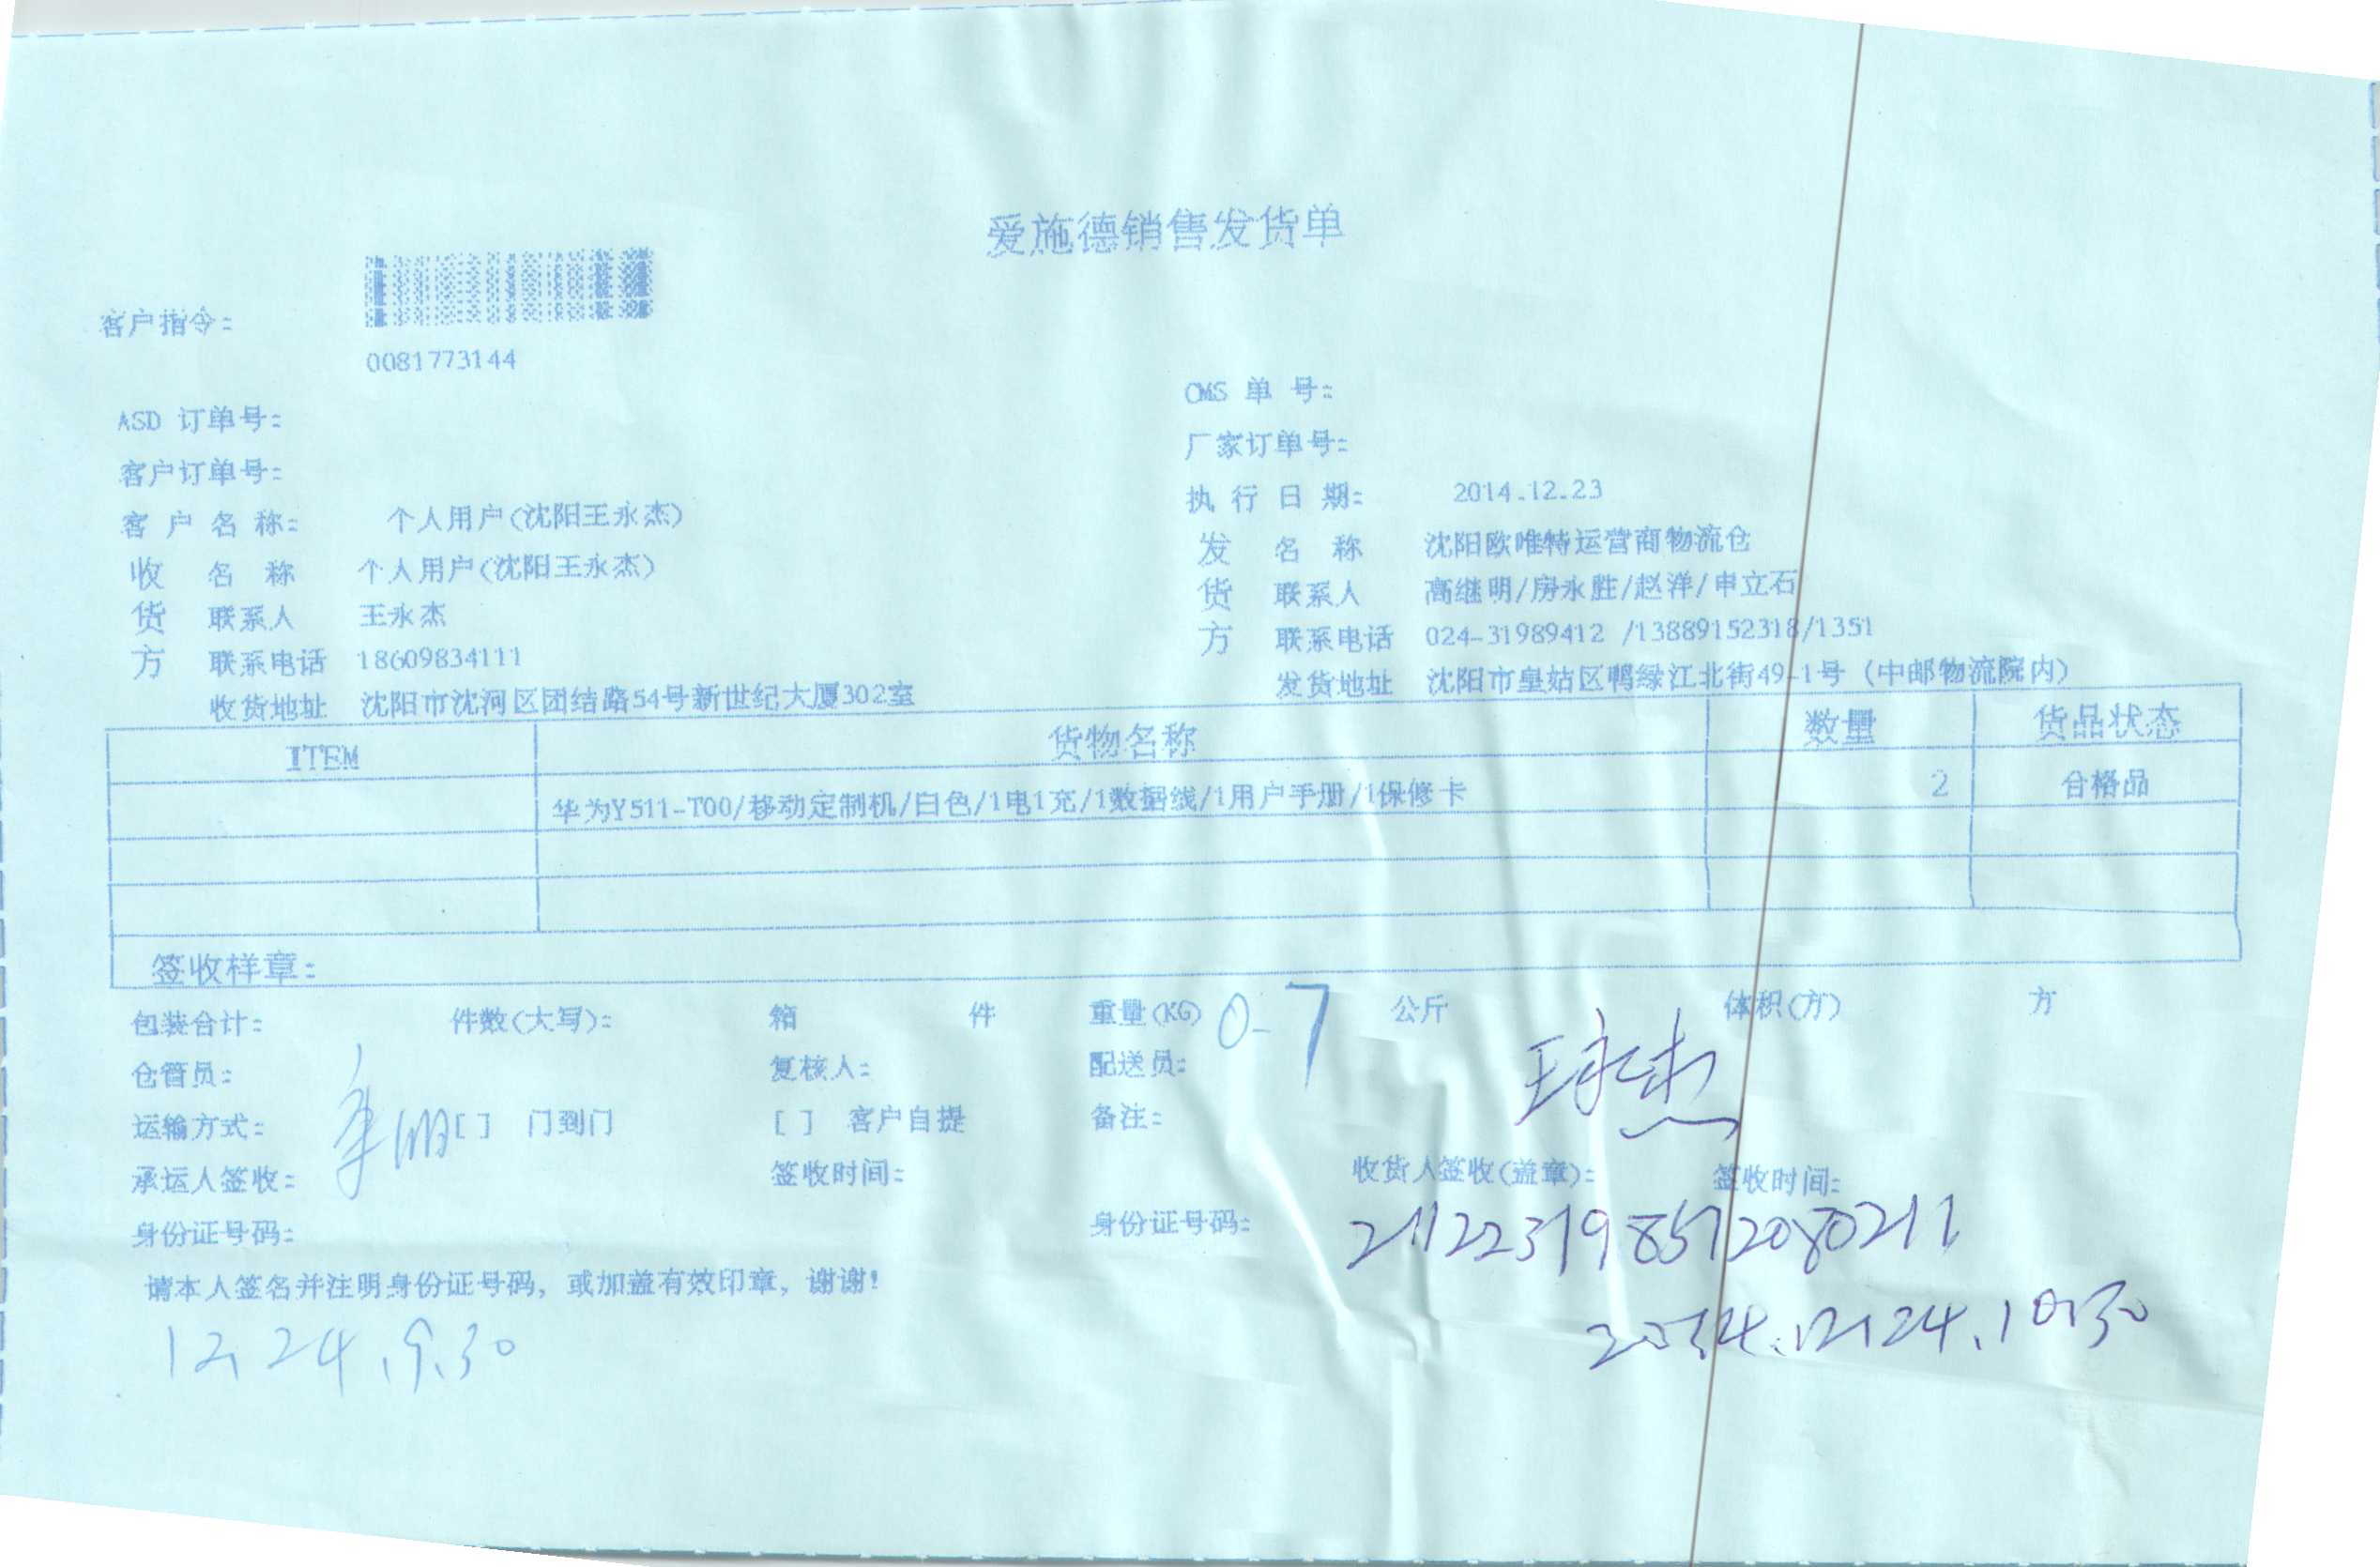 爱施德销售发货单
客户指令:
0081773144
ASD 订单号:
OMS 单 号:
客户订单号:
厂家订单号:
客 户 名 称: 个人用户(沈阳王永杰)
执 行 日 期: 2014.12.23
收 名 称 个人用户(沈阳王永杰)
发 名 称 沈阳欧唯特运营商物流仓
货 联系人 王永杰
货 联系人 高继明/房永胜/赵洋/申立石
方 联系电话 18609834111
方 联系电话 024-31989412 /13889152318/1351
收货地址 沈阳市沈河区团结路54号新世纪大厦302室
发货地址 沈阳市皇姑区鸭绿江北街49-1号 (中邮物流院内)
ITEM 货物名称 数量 货品状态
华为Y511-T00/移动定制机/白色/1电1充/1数据线/1用户手册/1保修卡 2 合格品
签收样章:
包装合计: 件数(大写): 箱 件 重量(KG) 0-7 公斤 体积(方) 方
仓管员: 复核人: 配送员:
王永杰
运输方式: [ ] 门到门 [ ] 客户自提 备注:
承运人签收: 签收时间: 收货人签收(盖章): 签收时间:
身份证号码: 身份证号码: 211223198512080211
请本人签名并注明身份证号码, 或加盖有效印章, 谢谢!
12.24.9.30
2014.12.24.10:30